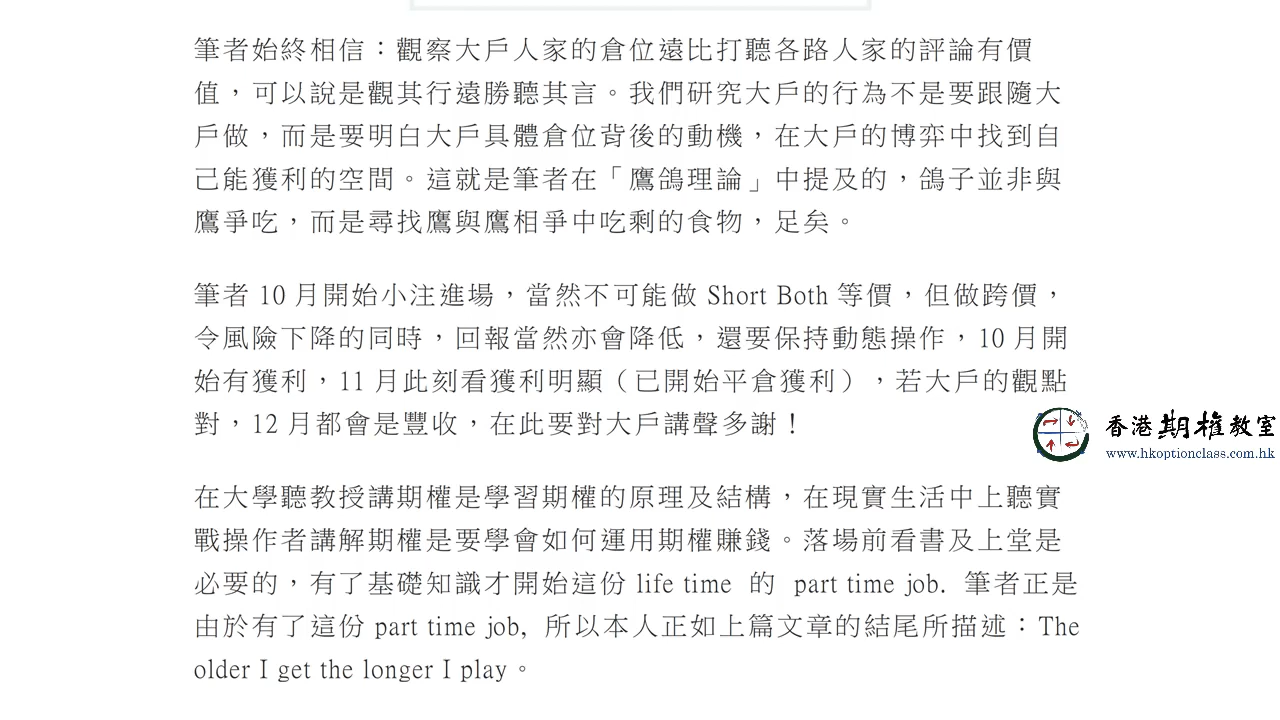 筆者始終相信：觀察大戶人家的倉位遠比打聽各路人家的評論有價
值，可以說是觀其行遠勝聽其言。我們研究大戶的行為不是要跟隨大
戶做，而是要明白大戶具體倉位背後的動機，在大戶的博弈中找到自
己能獲利的空間。這就是筆者在「鷹鴿理論」中提及的，鴿子並非與
鷹爭吃，而是尋找鷹與鷹相爭中吃剩的食物，足矣。
筆者 10 月開始小注進場，當然不可能做 Short Both 等價，但做跨價，
令風險下降的同時，回報當然亦會降低，還要保持動態操作，10 月開
始有獲利，11 月此刻看獲利明顯（已開始平倉獲利），若大戶的觀點
對，12 月都會是豐收，在此要對大戶講聲多謝！
香港期權教室
www.hkoptionclass.com.hk
在大學聽教授講期權是學習期權的原理及結構，在現實生活中上聽實
戰操作者講解期權是要學會如何運用期權賺錢。落場前看書及上堂是
必要的，有了基礎知識才開始這份 life time 的 part time job. 筆者正是
由於有了這份 part time job, 所以本人正如上篇文章的結尾所描述：The
older I get the longer I play。